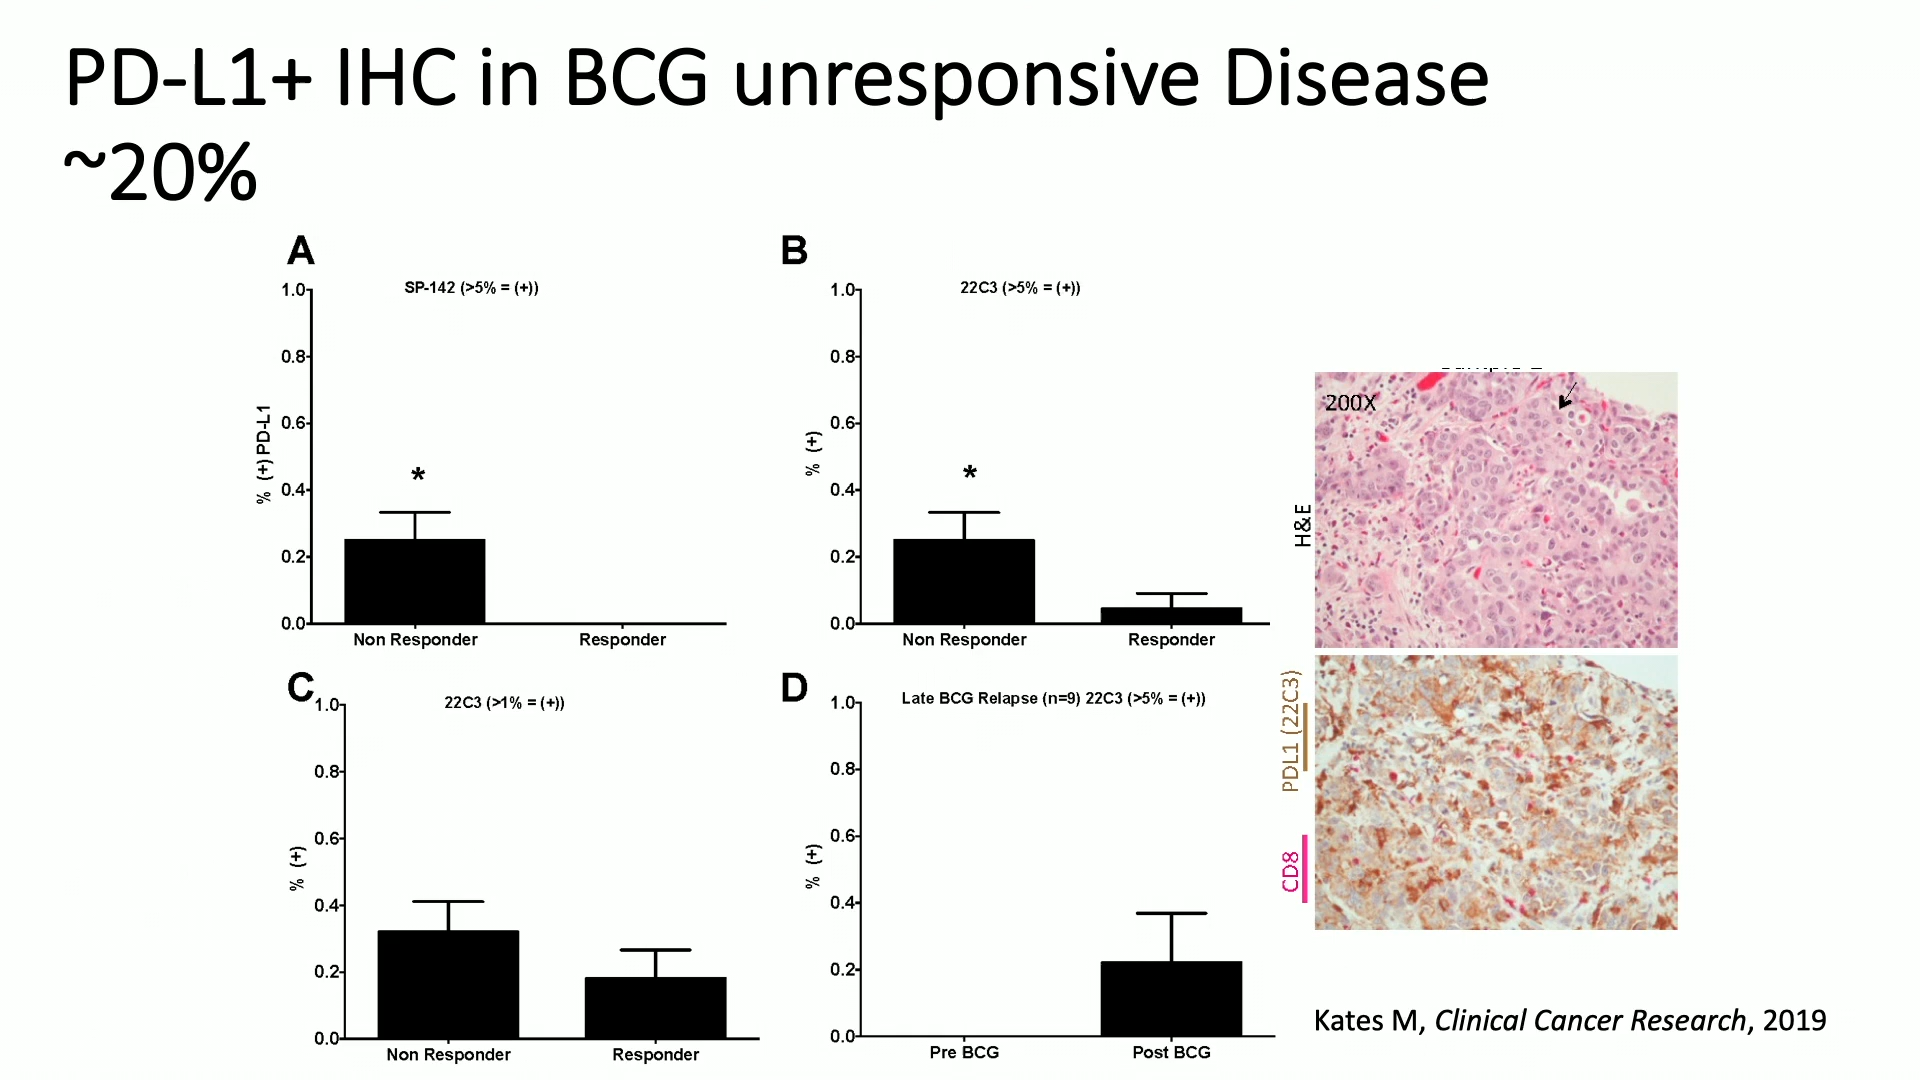 PD-L1+ IHC in BCG unresponsive Disease
~20%
A
SP-142 (>5% = (+))
1.0
0.8
0.6
0.4
0.2
0.0
% (+) PD-L1
*
Non Responder
Responder
B
22C3 (>5% = (+))
1.0
0.8
0.6
0.4
0.2
0.0
% (+)
*
Non Responder
Responder
C
22C3 (>1% = (+))
1.0
0.8
0.6
0.4
0.2
0.0
% (+)
Non Responder
Responder
D
Late BCG Relapse (n=9) 22C3 (>5% = (+))
1.0
0.8
0.6
0.4
0.2
0.0
% (+)
Pre BCG
Post BCG
200X
H&E
PDL1 (22C3)
CD8
Kates M, Clinical Cancer Research, 2019